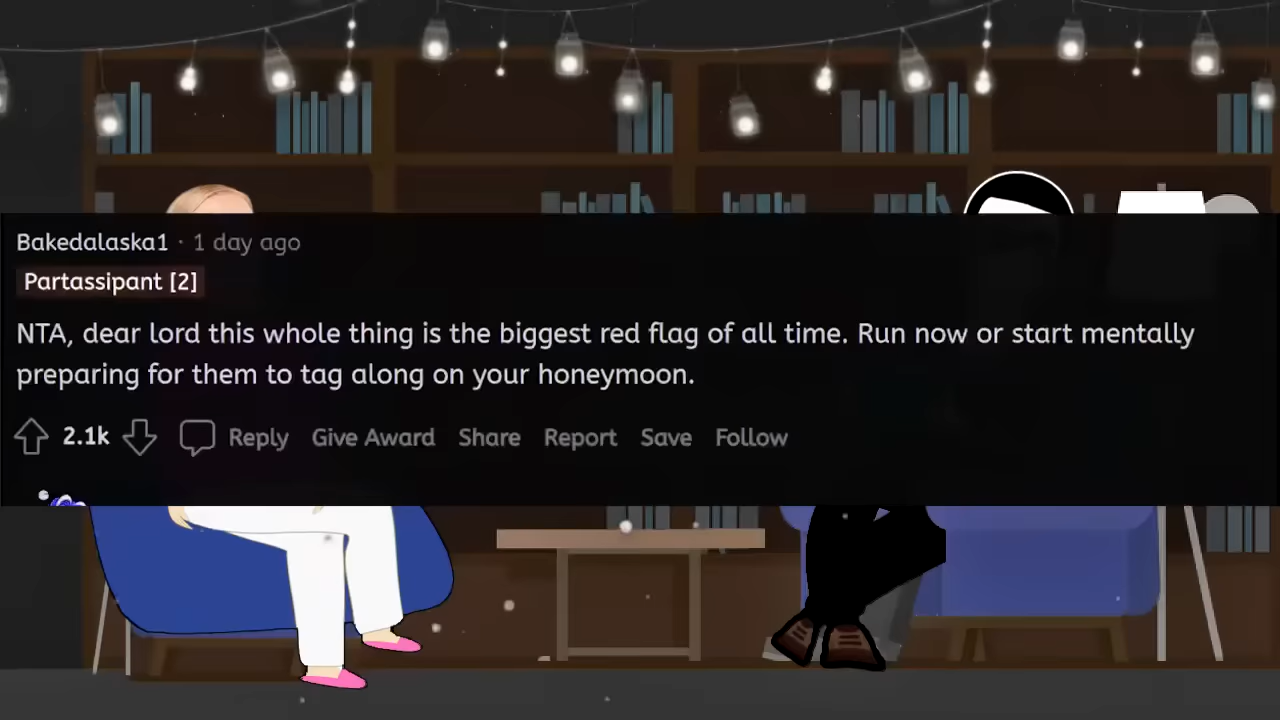 Bakedalaska1 · 1 day ago
Partassipant [2]
NTA, dear lord this whole thing is the biggest red flag of all time. Run now or start mentally
preparing for them to tag along on your honeymoon.
2.1k Reply Give Award Share Report Save Follow